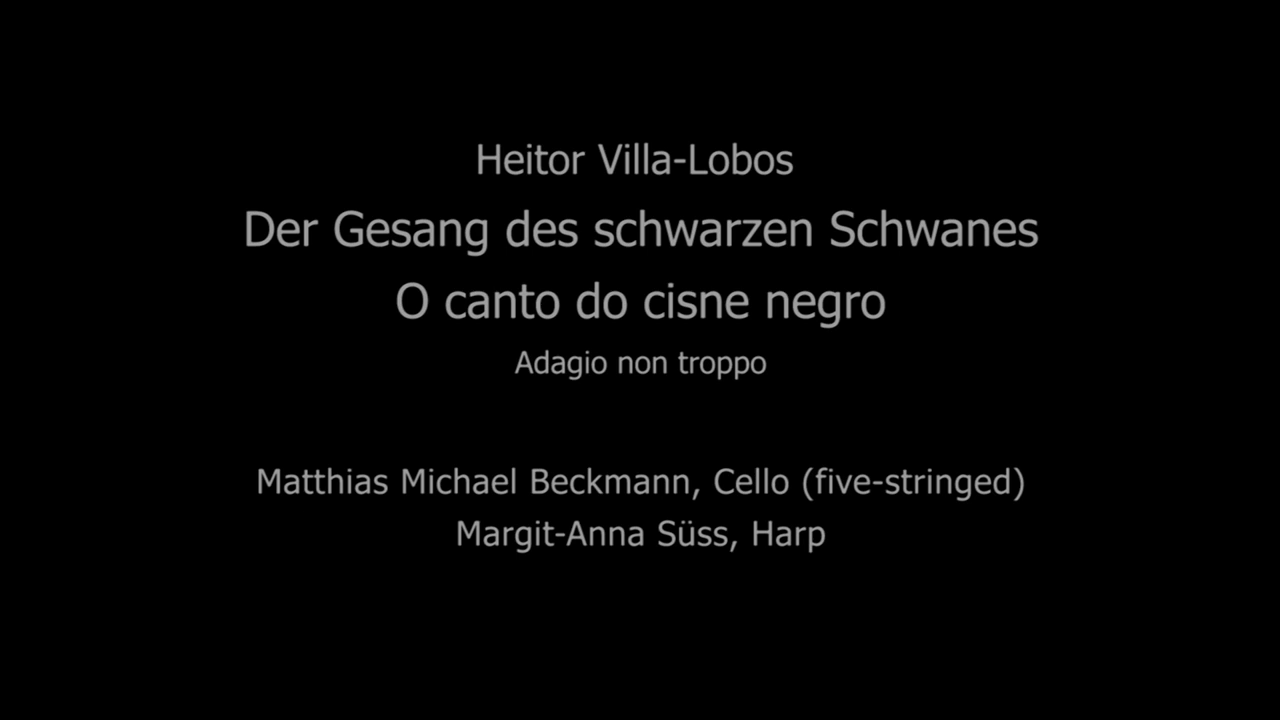 Heitor Villa-Lobos
Der Gesang des schwarzen Schwanes
O canto do cisne negro
Adagio non troppo
Matthias Michael Beckmann, Cello (five-stringed)
Margit-Anna Süss, Harp